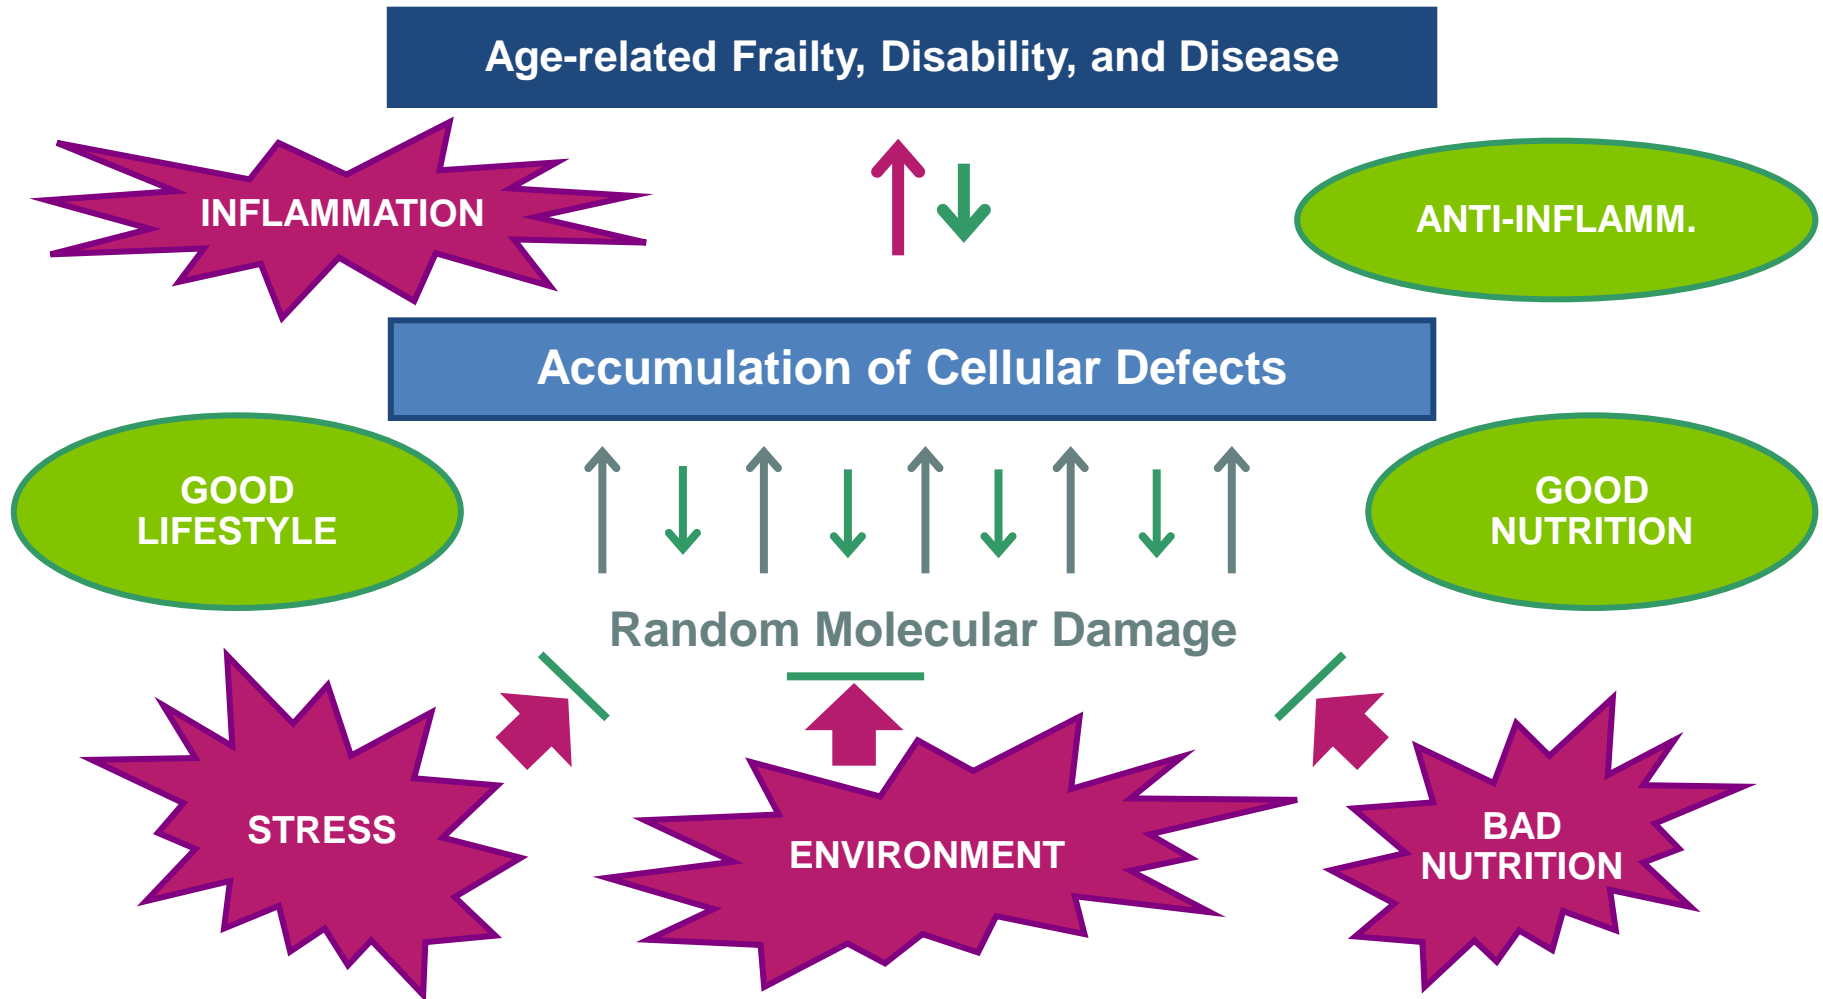 Age-related Frailty, Disability, and Disease
INFLAMMATION
ANTI-INFLAMM.
Accumulation of Cellular Defects
GOOD
LIFESTYLE
GOOD
NUTRITION
Random Molecular Damage
STRESS
ENVIRONMENT
BAD
NUTRITION